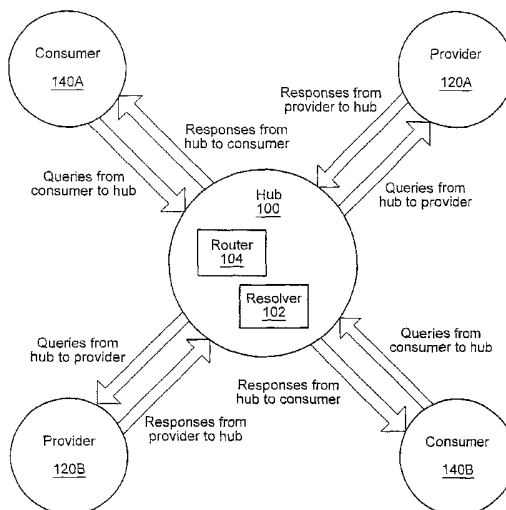 Consumer
140A
Provider
120A
Responses from
provider to hub
Responses from
hub to consumer
Queries from
consumer to hub
Queries from
hub to provider
Hub
100
Router
104
Resolver
102
Queries from
hub to provider
Queries from
consumer to hub
Responses from
hub to consumer
Responses from
provider to hub
Provider
120B
Consumer
140B